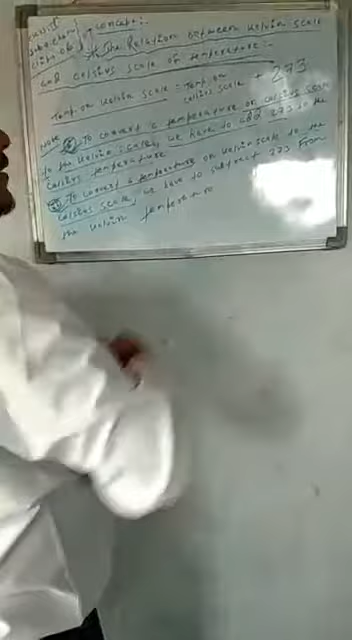 concept:-
* The Relation between kelvin scale
and celsius scale of temperature:-
Temp. on kelvin scale = Temp. on celsius scale + 273
Note
① To convert a temperature on celsius scale
to the kelvin scale, we have to add 273 to the
celsius temperature
② To convert a temperature on kelvin scale to the
celsius scale, we have to subtract 273 from
the kelvin temperature